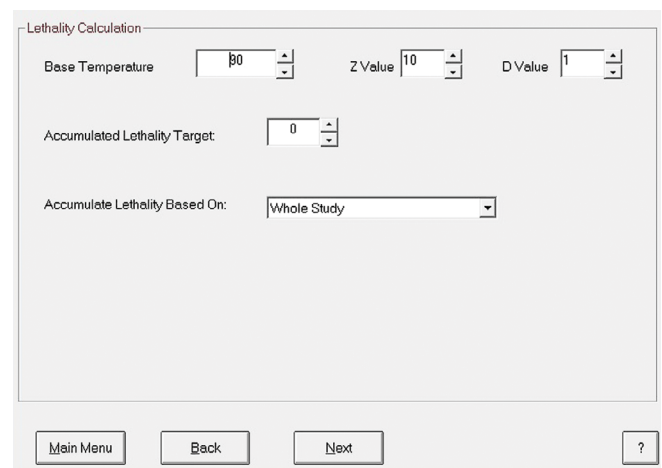 Lethality Calculation
Base Temperature 90 Z Value 10 D Value 1
Accumulated Lethality Target: 0
Accumulate Lethality Based On: Whole Study
Main Menu Back Next ?